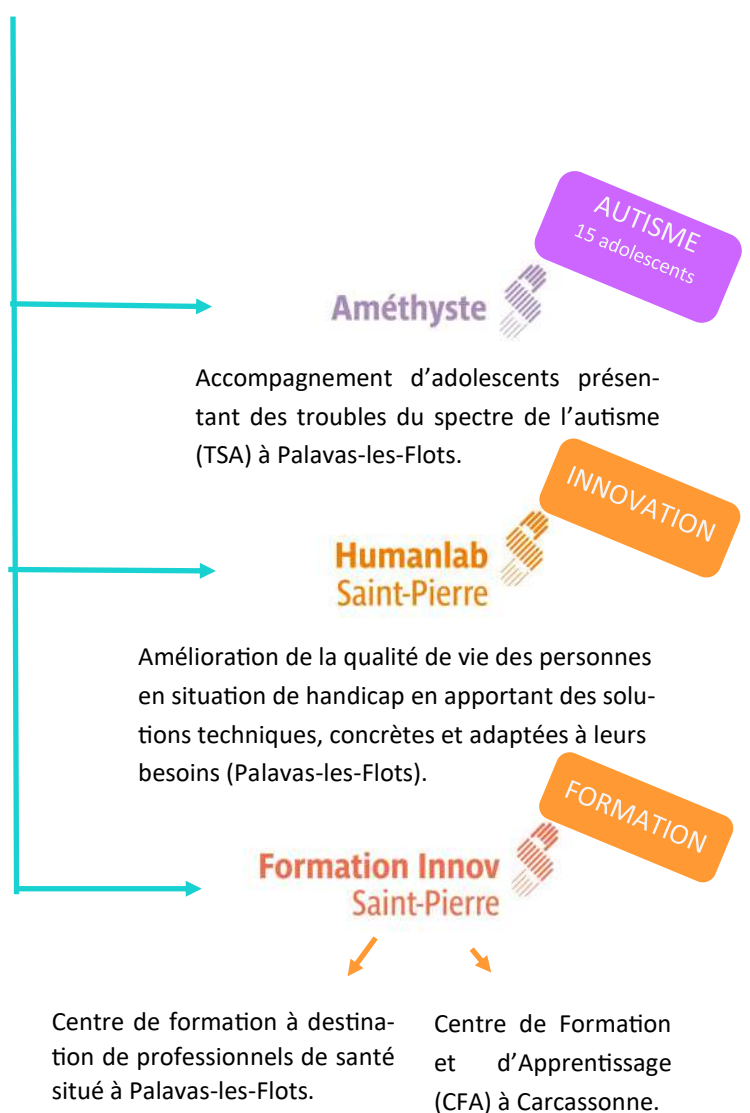 AUTISME
15 adolescents
Améthyste
Accompagnement d’adolescents présen-
tant des troubles du spectre de l’autisme
(TSA) à Palavas-les-Flots.
INNOVATION
Humanlab
Saint-Pierre
Amélioration de la qualité de vie des personnes
en situation de handicap en apportant des solu-
tions techniques, concrètes et adaptées à leurs
besoins (Palavas-les-Flots).
FORMATION
Formation Innov
Saint-Pierre
Centre de formation à destina-
tion de professionnels de santé
situé à Palavas-les-Flots.
Centre de Formation
et d’Apprentissage
(CFA) à Carcassonne.